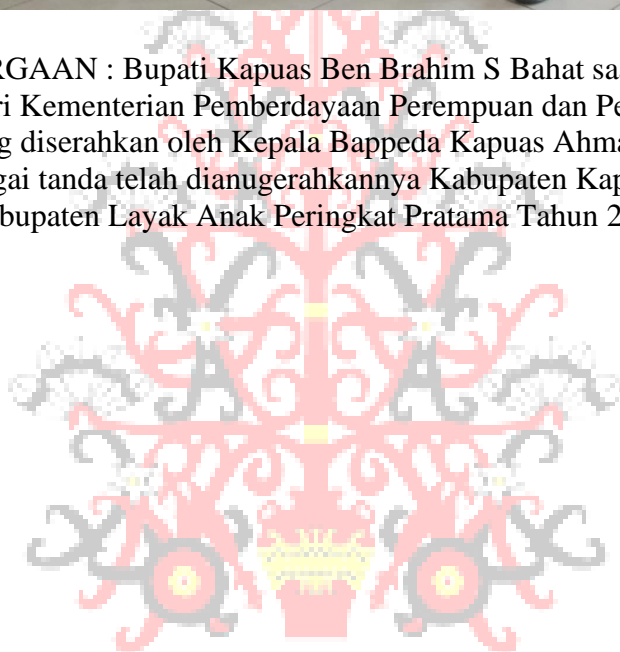 RGAAN : Bupati Kapuas Ben Brahim S Bahat sa
ri Kementerian Pemberdayaan Perempuan dan Pe
g diserahkan oleh Kepala Bappeda Kapuas Ahma
gai tanda telah dianugerahkannya Kabupaten Kap
bupaten Layak Anak Peringkat Pratama Tahun 2